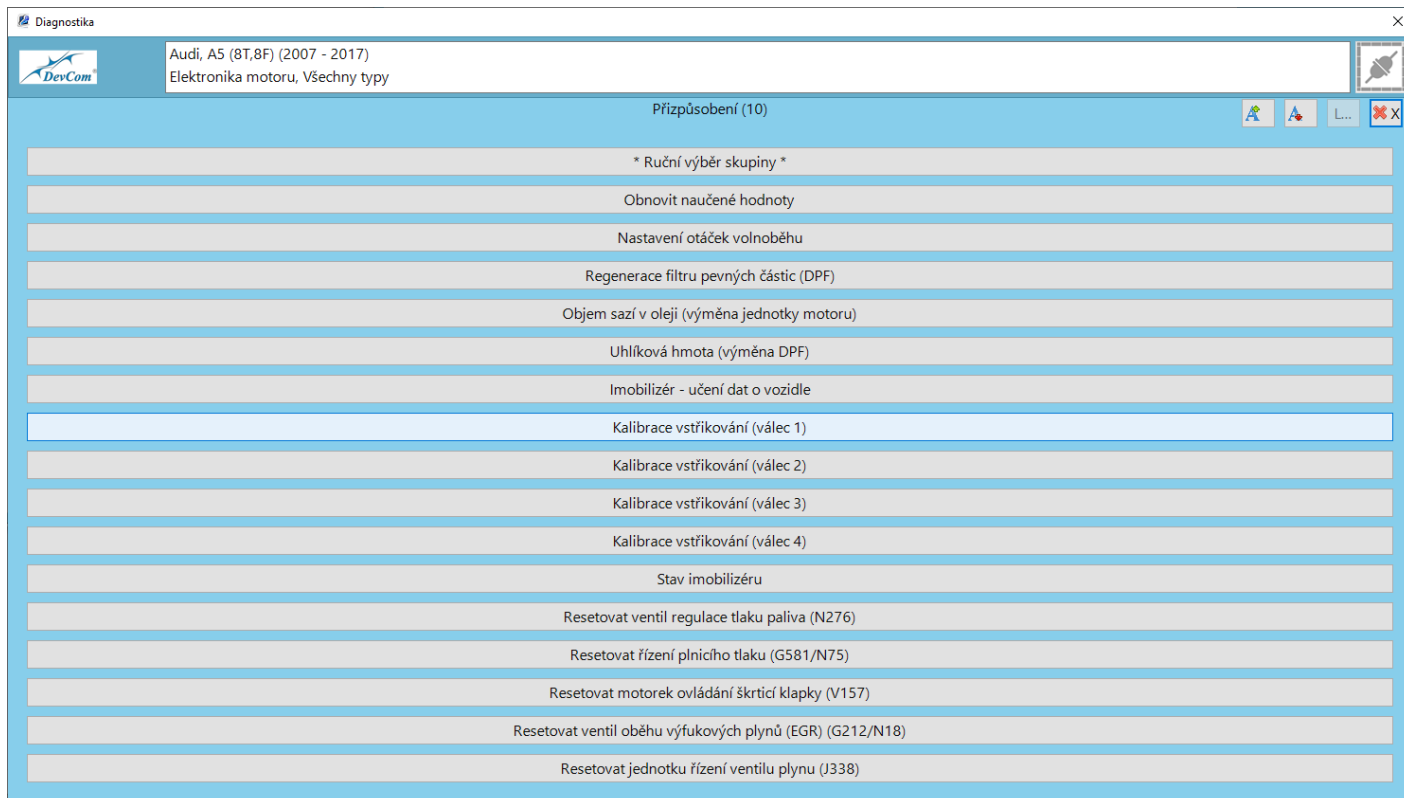 Diagnostika
DevCom
Audi, A5 (8T,8F) (2007 - 2017)
Elektronika motoru, Všechny typy
Přizpůsobení (10)
L...
X
* Ruční výběr skupiny *
Obnovit naučené hodnoty
Nastavení otáček volnoběhu
Regenerace filtru pevných částic (DPF)
Objem sazí v oleji (výměna jednotky motoru)
Uhlíková hmota (výměna DPF)
Imobilizér - učení dat o vozidle
Kalibrace vstřikování (válec 1)
Kalibrace vstřikování (válec 2)
Kalibrace vstřikování (válec 3)
Kalibrace vstřikování (válec 4)
Stav imobilizéru
Resetovat ventil regulace tlaku paliva (N276)
Resetovat řízení plnicího tlaku (G581/N75)
Resetovat motorek ovládání škrticí klapky (V157)
Resetovat ventil oběhu výfukových plynů (EGR) (G212/N18)
Resetovat jednotku řízení ventilu plynu (J338)